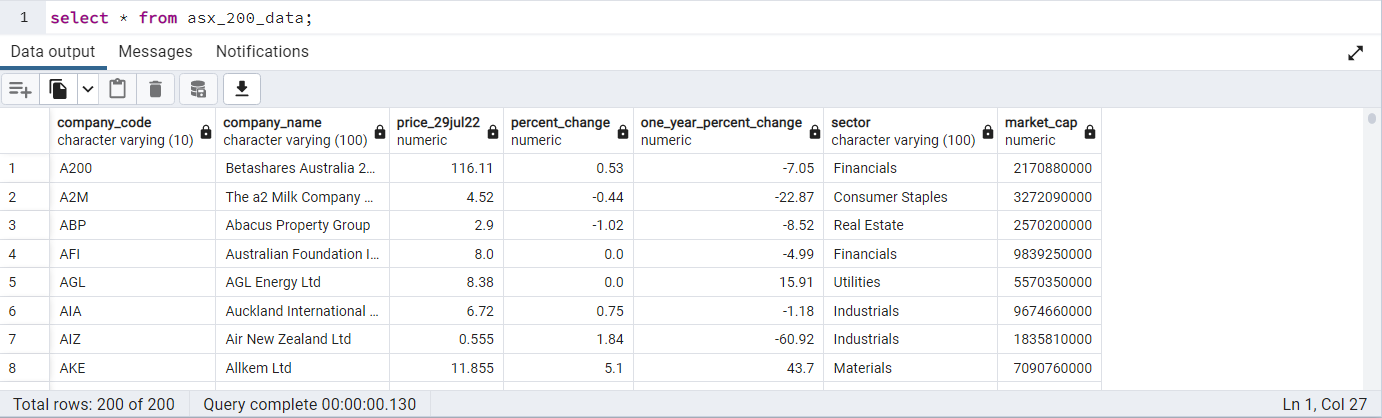 1 select * from asx_200_data;
Data output Messages Notifications
company_code company_name price_29jul22 percent_change one_year_percent_change sector market_cap
character varying (10) character varying (100) numeric numeric numeric character varying (100) numeric
1 A200 Betashares Australia 2... 116.11 0.53 -7.05 Financials 2170880000
2 A2M The a2 Milk Company ... 4.52 -0.44 -22.87 Consumer Staples 3272090000
3 ABP Abacus Property Group 2.9 -1.02 -8.52 Real Estate 2570200000
4 AFI Australian Foundation I... 8.0 0.0 -4.99 Financials 9839250000
5 AGL AGL Energy Ltd 8.38 0.0 15.91 Utilities 5570350000
6 AIA Auckland International ... 6.72 0.75 -1.18 Industrials 9674660000
7 AIZ Air New Zealand Ltd 0.555 1.84 -60.92 Industrials 1835810000
8 AKE Allkem Ltd 11.855 5.1 43.7 Materials 7090760000
Total rows: 200 of 200 Query complete 00:00:00.130 Ln 1, Col 27